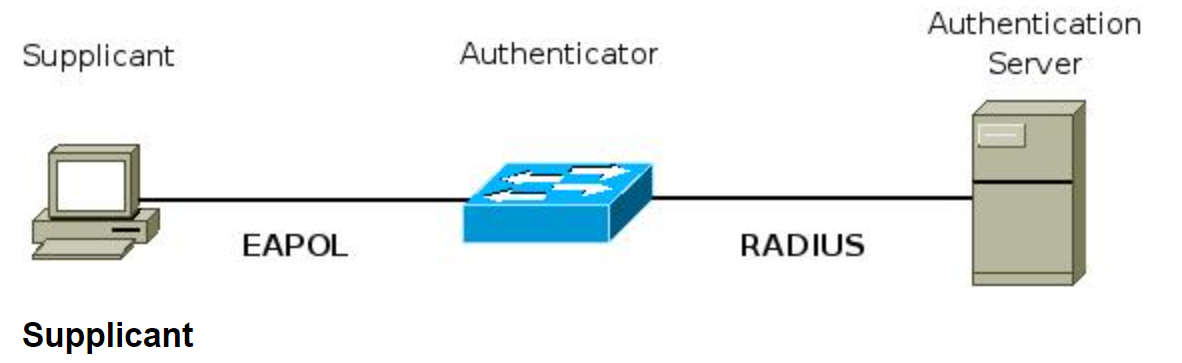 Supplicant
Authenticator
Authentication
Server
EAPOL
RADIUS
Supplicant